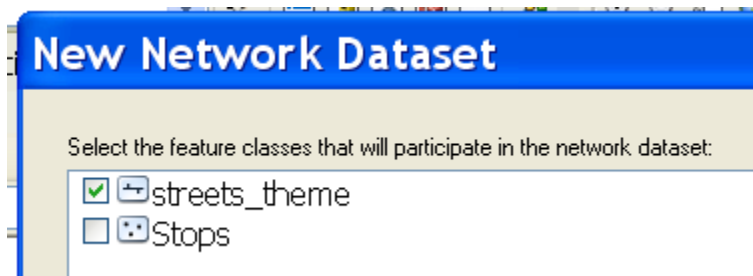 New Network Dataset
Select the feature classes that will participate in the network dataset:
streets_theme
Stops